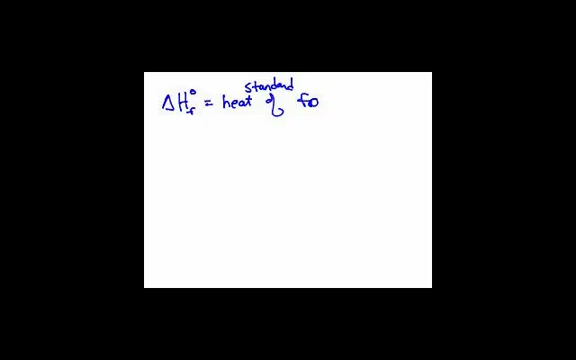 standard
ΔH°f = heat of fo